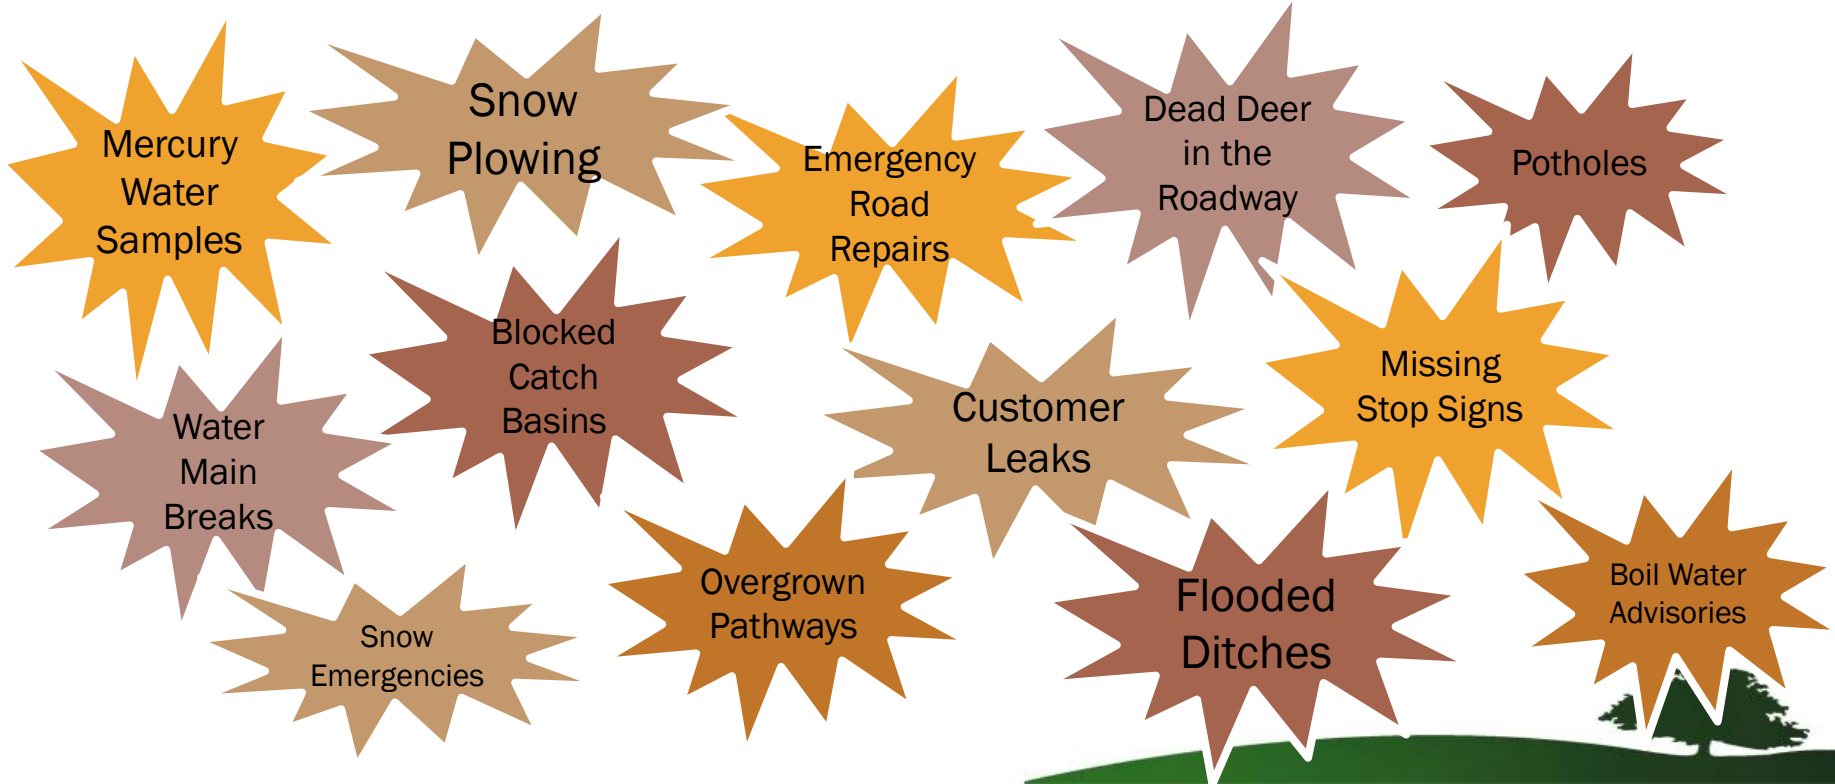 Mercury
Water
Samples
Snow
Plowing
Emergency
Road
Repairs
Dead Deer
in the
Roadway
Potholes
Water
Main
Breaks
Blocked
Catch
Basins
Customer
Leaks
Missing
Stop Signs
Snow
Emergencies
Overgrown
Pathways
Flooded
Ditches
Boil Water
Advisories